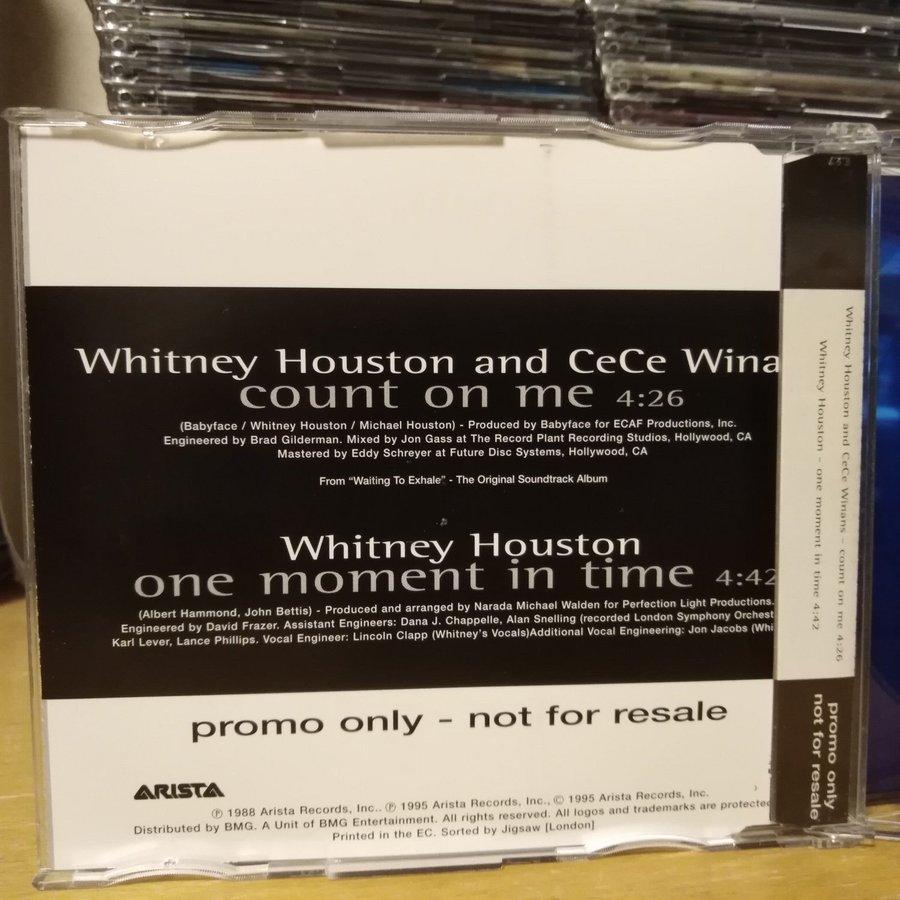 Whitney Houston and CeCe Wina
count on me 4:26
(Babyface / Whitney Houston / Michael Houston) - Produced by Babyface for ECAF Productions, Inc.
Engineered by Brad Gilderman. Mixed by Jon Gass at The Record Plant Recording Studios, Hollywood, CA
Mastered by Eddy Schreyer at Future Disc Systems, Hollywood, CA
From "Waiting To Exhale" - The Original Soundtrack Album
Whitney Houston
one moment in time 4:42
(Albert Hammond, John Bettis) - Produced and arranged by Narada Michael Walden for Perfection Light Productions.
Engineered by David Frazer. Assistant Engineers: Dana J. Chappelle, Alan Snelling (recorded London Symphony Orchest
Karl Lever, Lance Phillips. Vocal Engineer: Lincoln Clapp (Whitney's Vocals)Additional Vocal Engineering: Jon Jacobs (Whi
promo only - not for resale
ARISTA
℗ 1988 Arista Records, Inc.. ℗ 1995 Arista Records, Inc., © 1995 Arista Records, Inc.
Distributed by BMG. A Unit of BMG Entertainment. All rights reserved. All logos and trademarks are protected
Printed in the EC. Sorted by Jigsaw [London]
Whitney Houston and CeCe Winans - count on me 4:26
Whitney Houston - one moment in time 4:42
promo only
not for resale